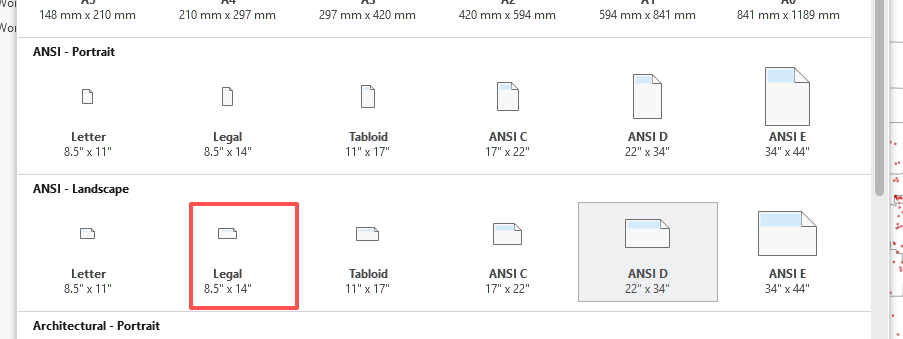 Wor
A5 A4 A3 A2 A1 A0
148 mm x 210 mm 210 mm x 297 mm 297 mm x 420 mm 420 mm x 594 mm 594 mm x 841 mm 841 mm x 1189 mm
Wor
ANSI - Portrait
Letter Legal Tabloid ANSI C ANSI D ANSI E
8.5" x 11" 8.5" x 14" 11" x 17" 17" x 22" 22" x 34" 34" x 44"
ANSI - Landscape
Letter Legal Tabloid ANSI C ANSI D ANSI E
8.5" x 11" 8.5" x 14" 11" x 17" 17" x 22" 22" x 34" 34" x 44"
Architectural - Portrait